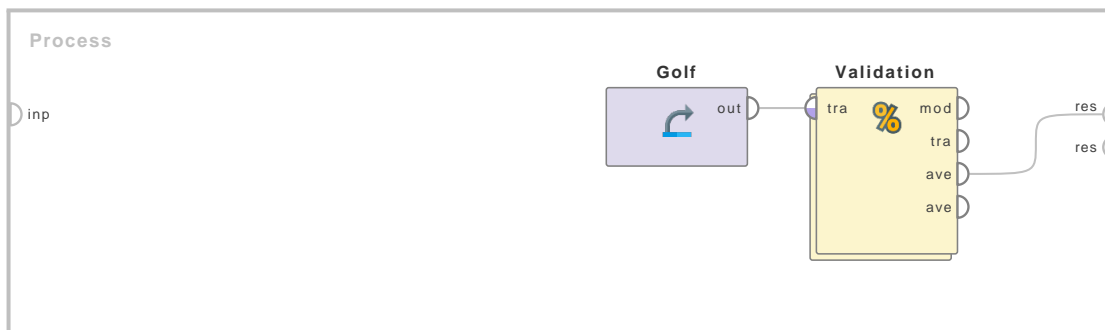 Process
inp
Golf
out
Validation
tra
%
mod
tra
ave
ave
res
res